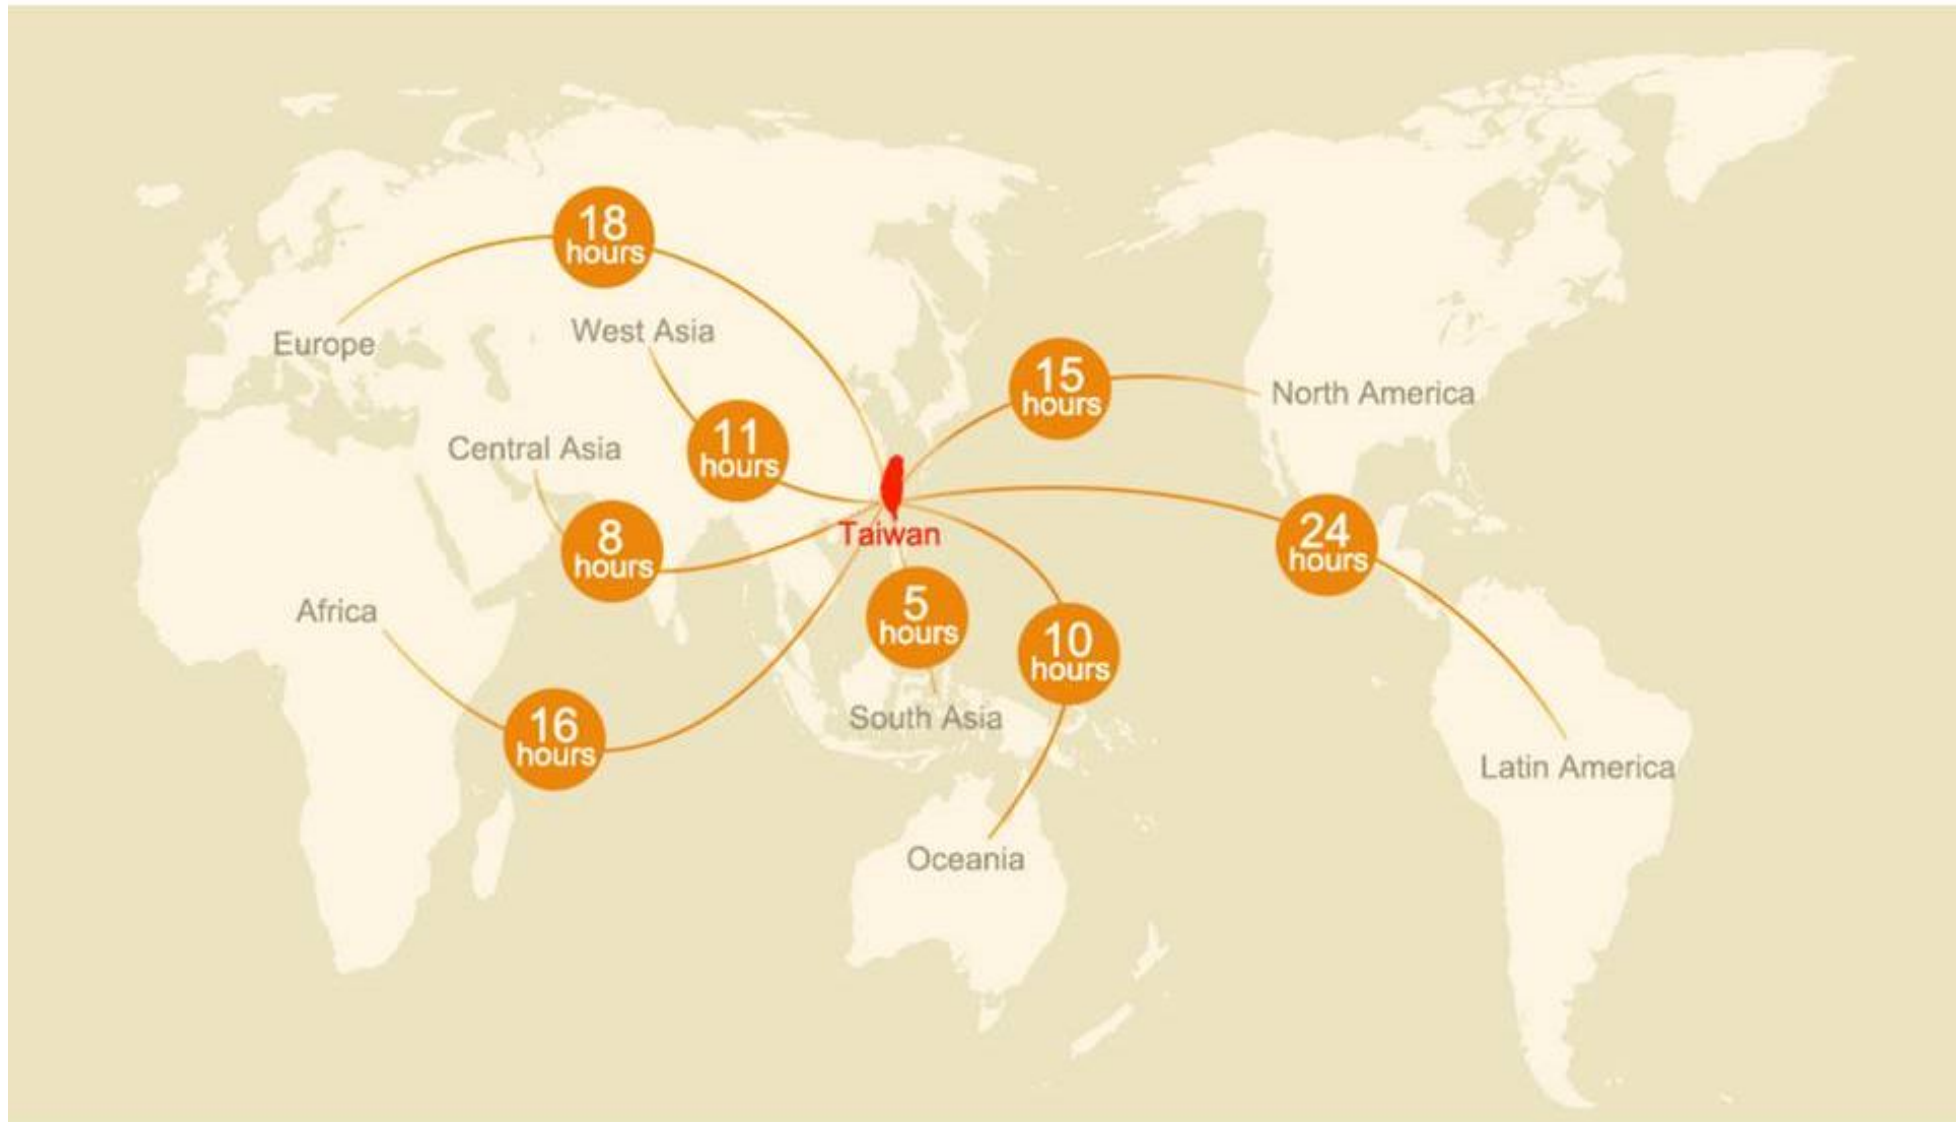 18
hours
Europe
West Asia
15
hours
North America
11
hours
Central Asia
8
hours
Taiwan
24
hours
Africa
5
hours
10
hours
16
hours
South Asia
Latin America
Oceania